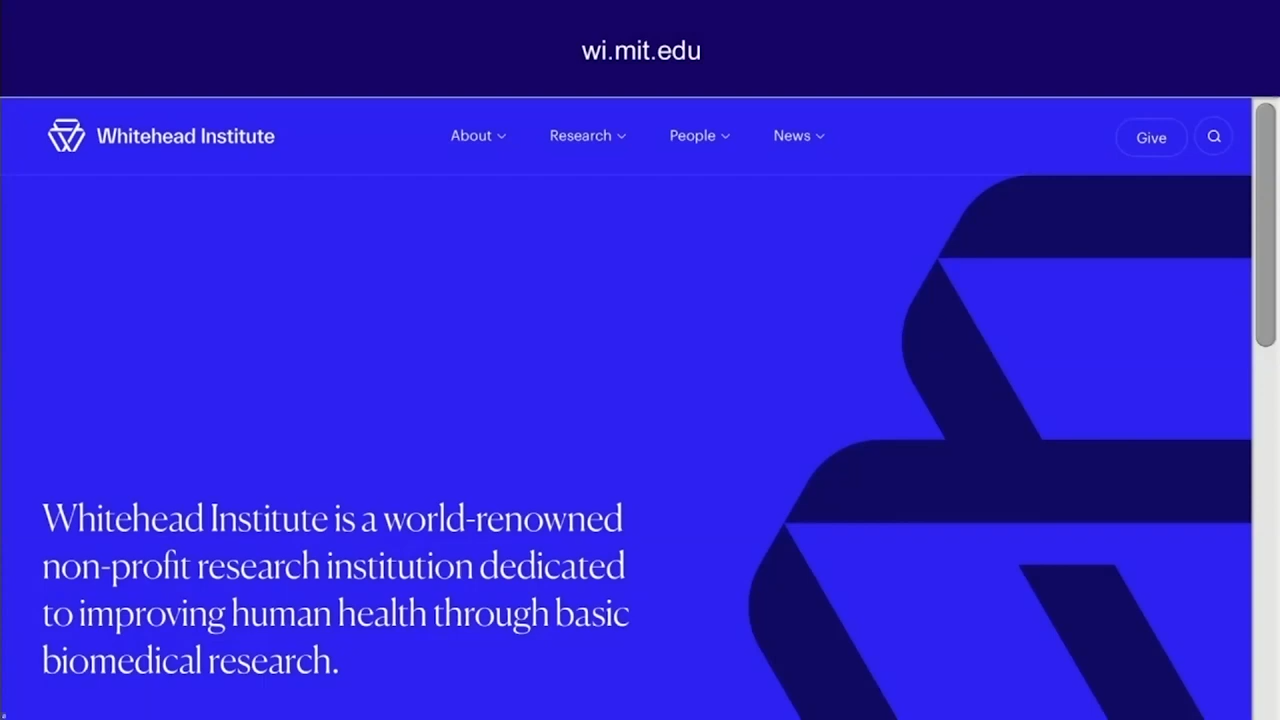 wi.mit.edu
Whitehead Institute
About
Research
People
News
Give
Whitehead Institute is a world-renowned
non-profit research institution dedicated
to improving human health through basic
biomedical research.